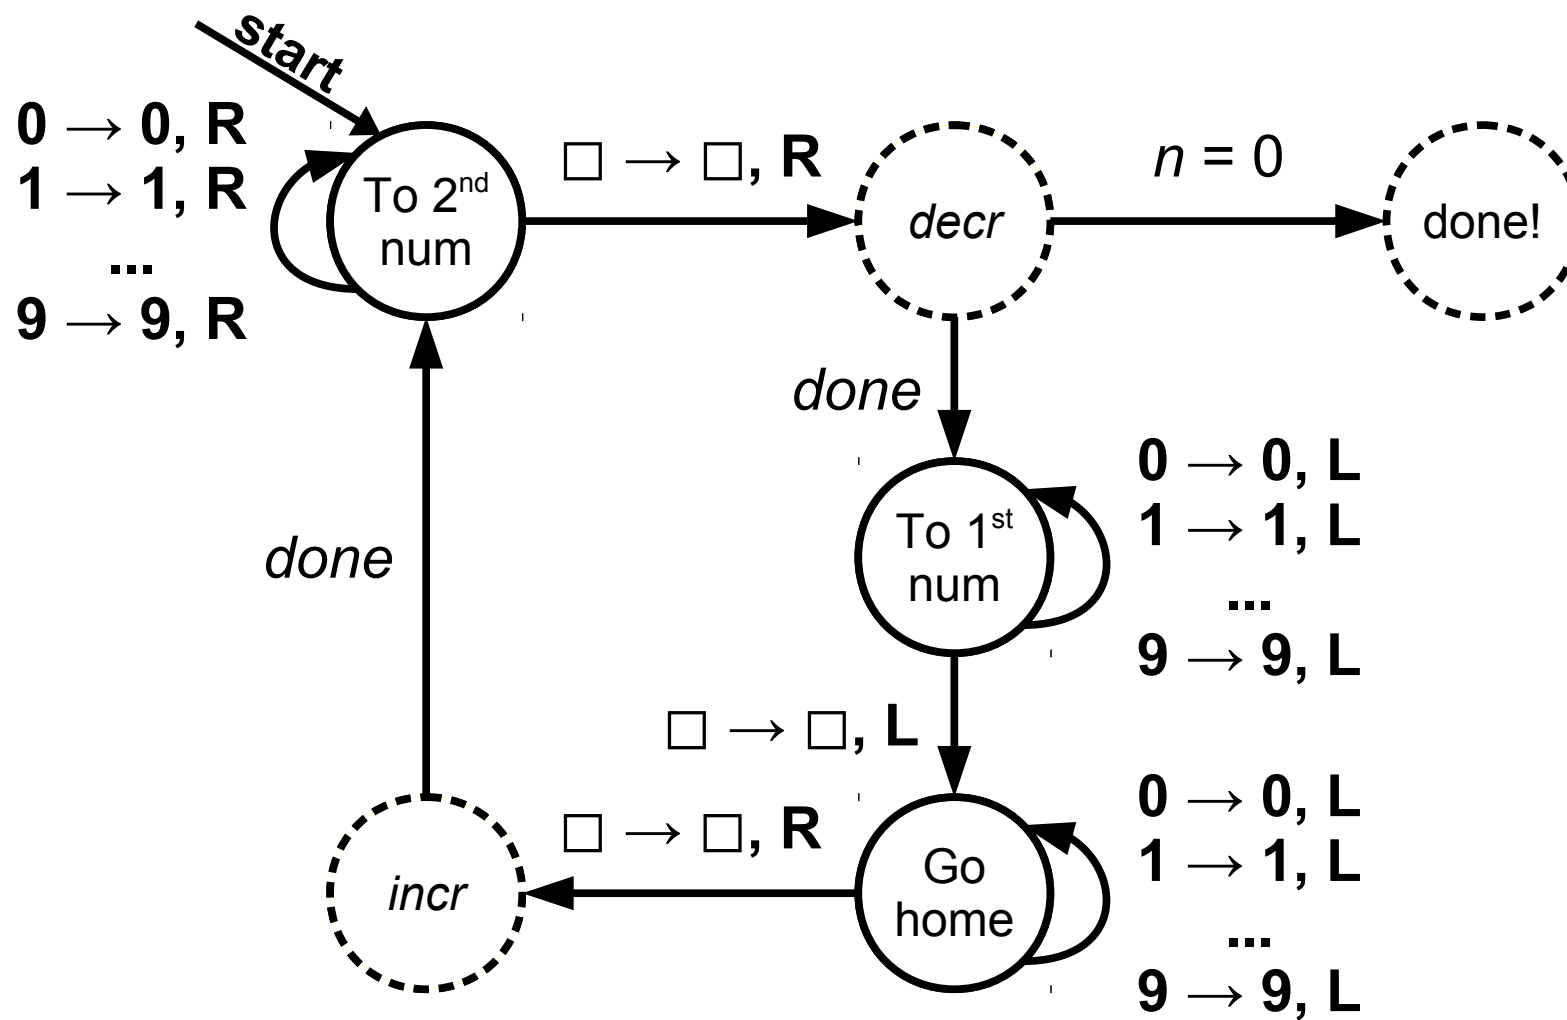 start
0 → 0, R
1 → 1, R
...
9 → 9, R
To 2nd
num
□ → □, R
decr
n = 0
done!
done
To 1st
num
0 → 0, L
1 → 1, L
...
9 → 9, L
□ → □, L
Go
home
0 → 0, L
1 → 1, L
...
9 → 9, L
□ → □, R
incr
done